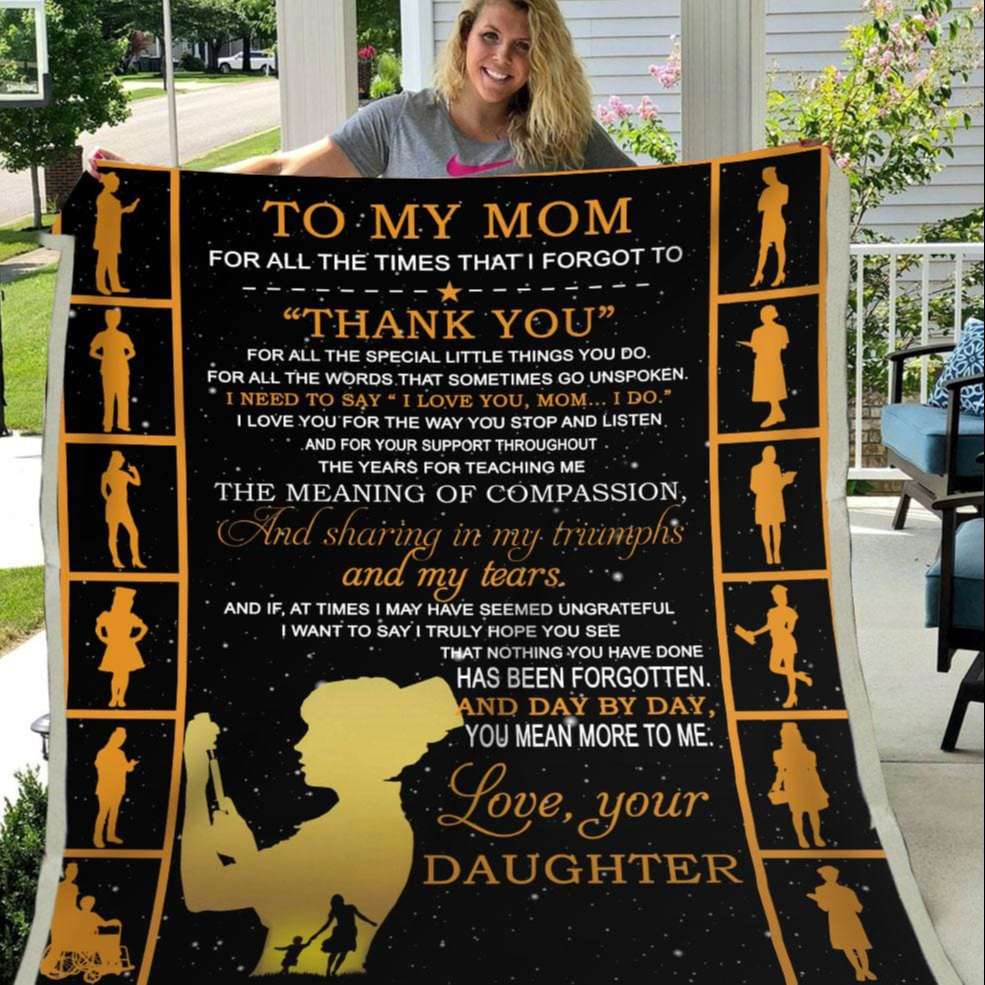 TO MY MOM
FOR ALL THE TIMES THAT I FORGOT TO
“THANK YOU”
FOR ALL THE SPECIAL LITTLE THINGS YOU DO.
FOR ALL THE WORDS THAT SOMETIMES GO UNSPOKEN.
I NEED TO SAY “ I LOVE YOU, MOM... I DO.”
I LOVE YOU FOR THE WAY YOU STOP AND LISTEN
AND FOR YOUR SUPPORT THROUGHOUT
THE YEARS FOR TEACHING ME
THE MEANING OF COMPASSION,
And sharing in my triumphs
and my tears.
AND IF, AT TIMES I MAY HAVE SEEMED UNGRATEFUL
I WANT TO SAY I TRULY HOPE YOU SEE
THAT NOTHING YOU HAVE DONE
HAS BEEN FORGOTTEN.
AND DAY BY DAY,
YOU MEAN MORE TO ME.
Love, your
DAUGHTER